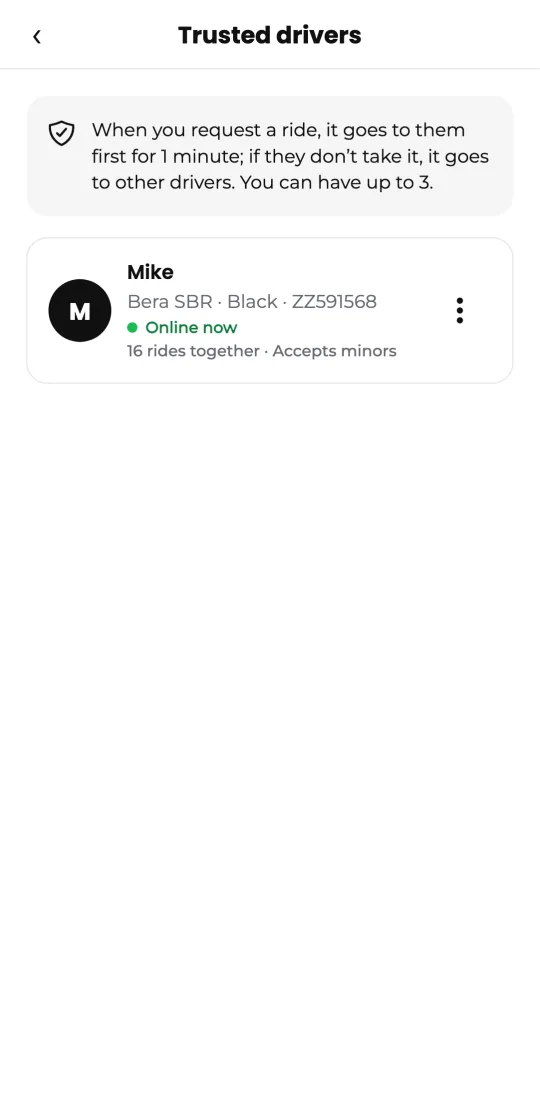 Trusted drivers
When you request a ride, it goes to them
first for 1 minute; if they don’t take it, it goes
to other drivers. You can have up to 3.
Mike
M
Bera SBR · Black · ZZ591568
Online now
16 rides together · Accepts minors